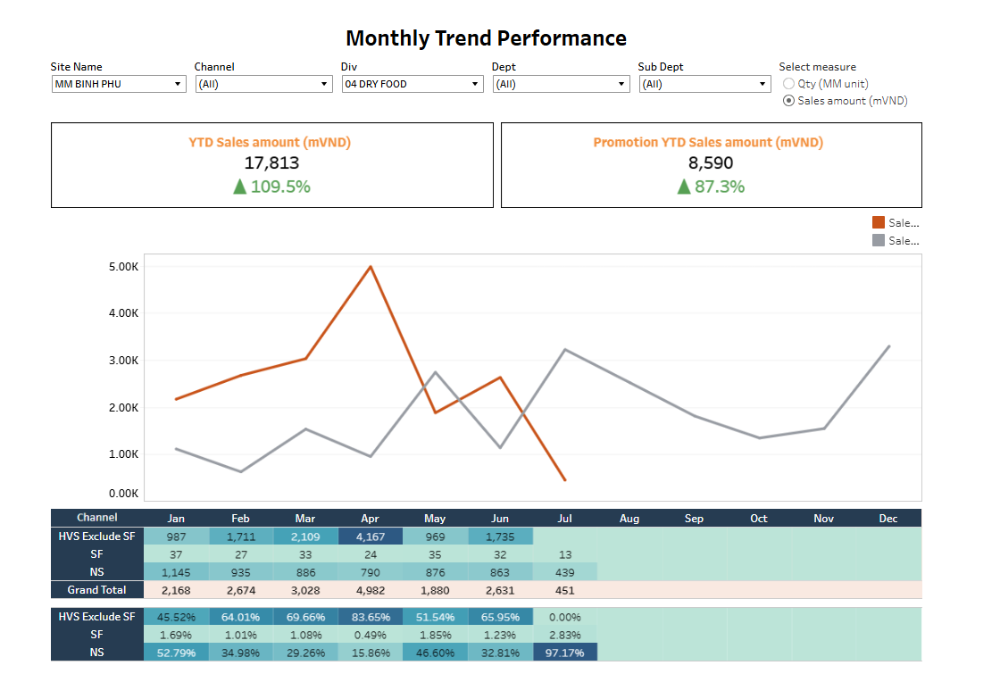 Monthly Trend Performance
Site Name Channel Div Dept Sub Dept Select measure
MM BINH PHU (All) 04 DRY FOOD (All) (All) Qty (MM unit)
Sales amount (mVND)
YTD Sales amount (mVND) Promotion YTD Sales amount (mVND)
17,813 8,590
▲ 109.5% ▲ 87.3%
Sale...
Sale...
5.00K
4.00K
3.00K
2.00K
1.00K
0.00K
Channel Jan Feb Mar Apr May Jun Jul Aug Sep Oct Nov Dec
HVS Exclude SF 987 1,711 2,109 4,167 969 1,735
SF 37 27 33 24 35 32 13
NS 1,145 935 886 790 876 863 439
Grand Total 2,168 2,674 3,028 4,982 1,880 2,631 451
HVS Exclude SF 45.52% 64.01% 69.66% 83.65% 51.54% 65.95% 0.00%
SF 1.69% 1.01% 1.08% 0.49% 1.85% 1.23% 2.83%
NS 52.79% 34.98% 29.26% 15.86% 46.60% 32.81% 97.17%